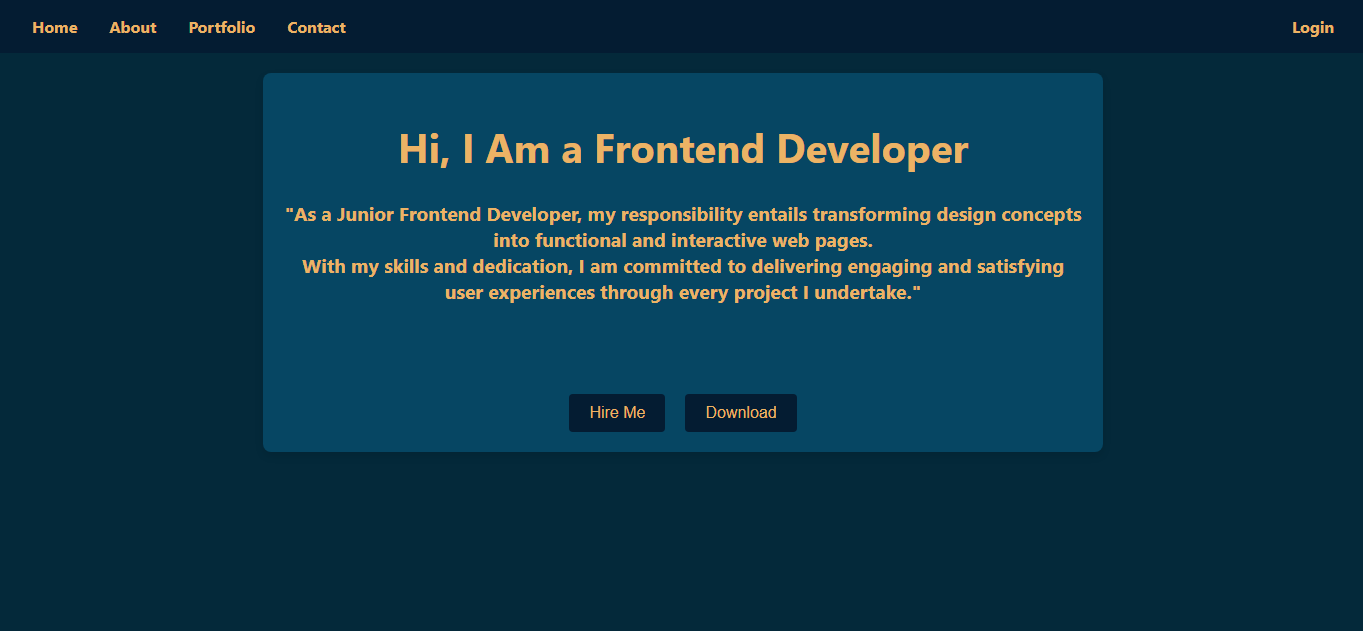 Home About Portfolio Contact Login
Hi, I Am a Frontend Developer
"As a Junior Frontend Developer, my responsibility entails transforming design concepts
into functional and interactive web pages.
With my skills and dedication, I am committed to delivering engaging and satisfying
user experiences through every project I undertake."
Hire Me Download